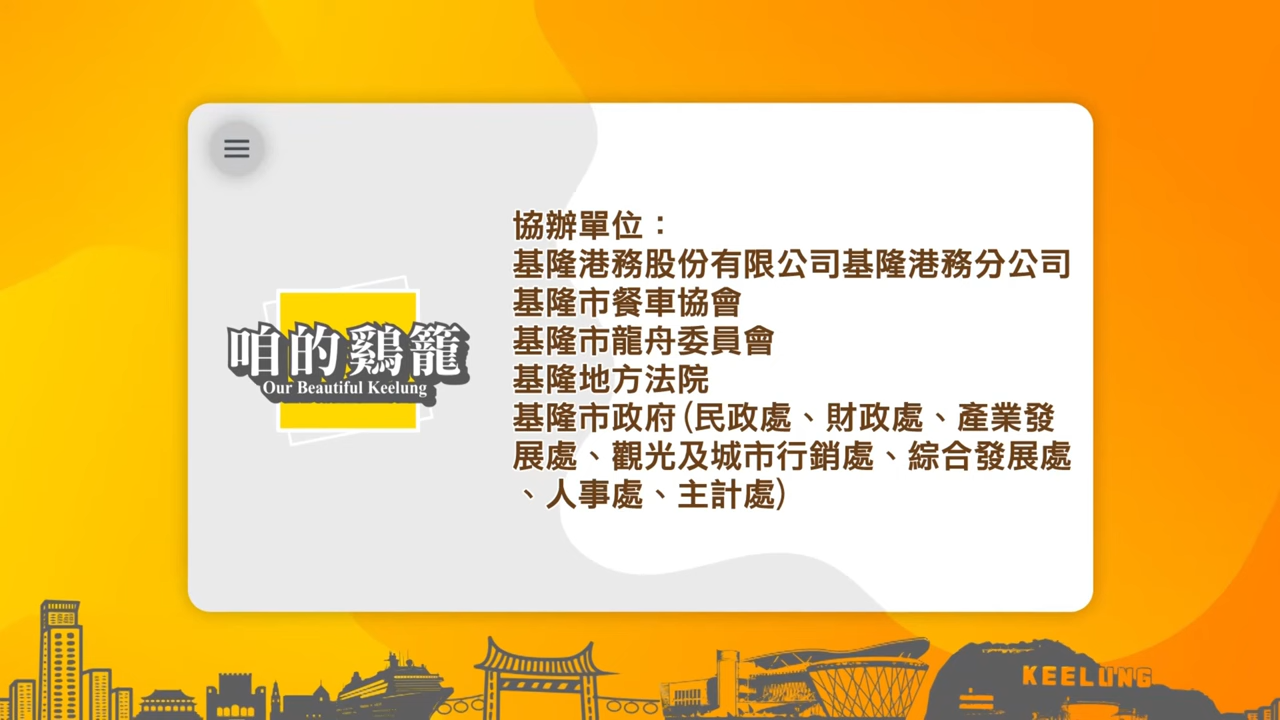 咱的鷄籠
Our Beautiful Keelung
協辦單位：
基隆港務股份有限公司基隆港務分公司
基隆市餐車協會
基隆市龍舟委員會
基隆地方法院
基隆市政府(民政處、財政處、產業發
展處、觀光及城市行銷處、綜合發展處
、人事處、主計處)
KEELUNG